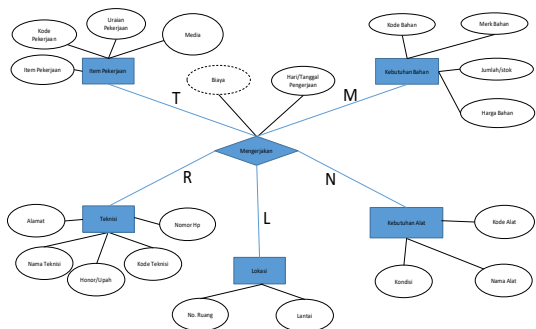 Uraian
Pekerjaan
Kode
Pekerjaan
Media
Item Pekerjaan
Item Pekerjaan
Kode Bahan
Merk Bahan
Kebutuhan Bahan
Jumlah/stok
Harga Bahan
Biaya
Hari/Tanggal
Pengerjaan
T
M
Mengerjakan
R
N
L
Alamat
Teknisi
Nomor Hp
Nama Teknisi
Honor/Upah
Kode Teknisi
Lokasi
No. Ruang
Lantai
Kebutuhan Alat
Kode Alat
Kondisi
Nama Alat